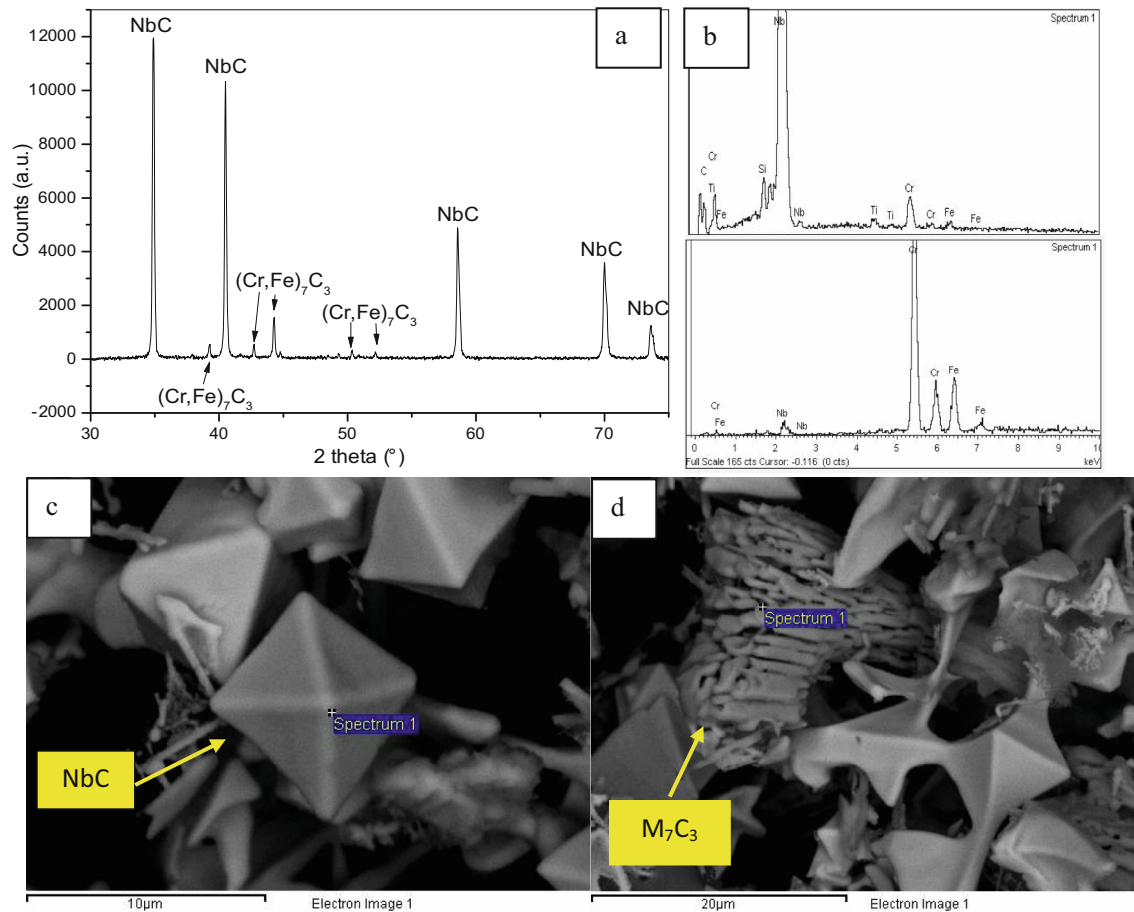 a
NbC
NbC
NbC
NbC
NbC
(Cr,Fe)7C3
(Cr,Fe)7C3
(Cr,Fe)7C3
12000
10000
8000
6000
4000
2000
0
-2000
Counts (a.u.)
30 40 50 60 70
2 theta (°)
b
Spectrum 1
Nb
Cr
C
Ti
Fe
Si
Nb
Ti
Ti
Cr
Cr
Fe
Fe
Spectrum 1
Cr
Cr
Fe
Nb
Nb
Cr
Fe
Fe
0 1 2 3 4 5 6 7 8 9 10
Full Scale 165 cts Cursor: -0.116 (0 cts) keV
c
Spectrum 1
NbC
10µm Electron Image 1
d
Spectrum 1
M₇C₃
20µm Electron Image 1